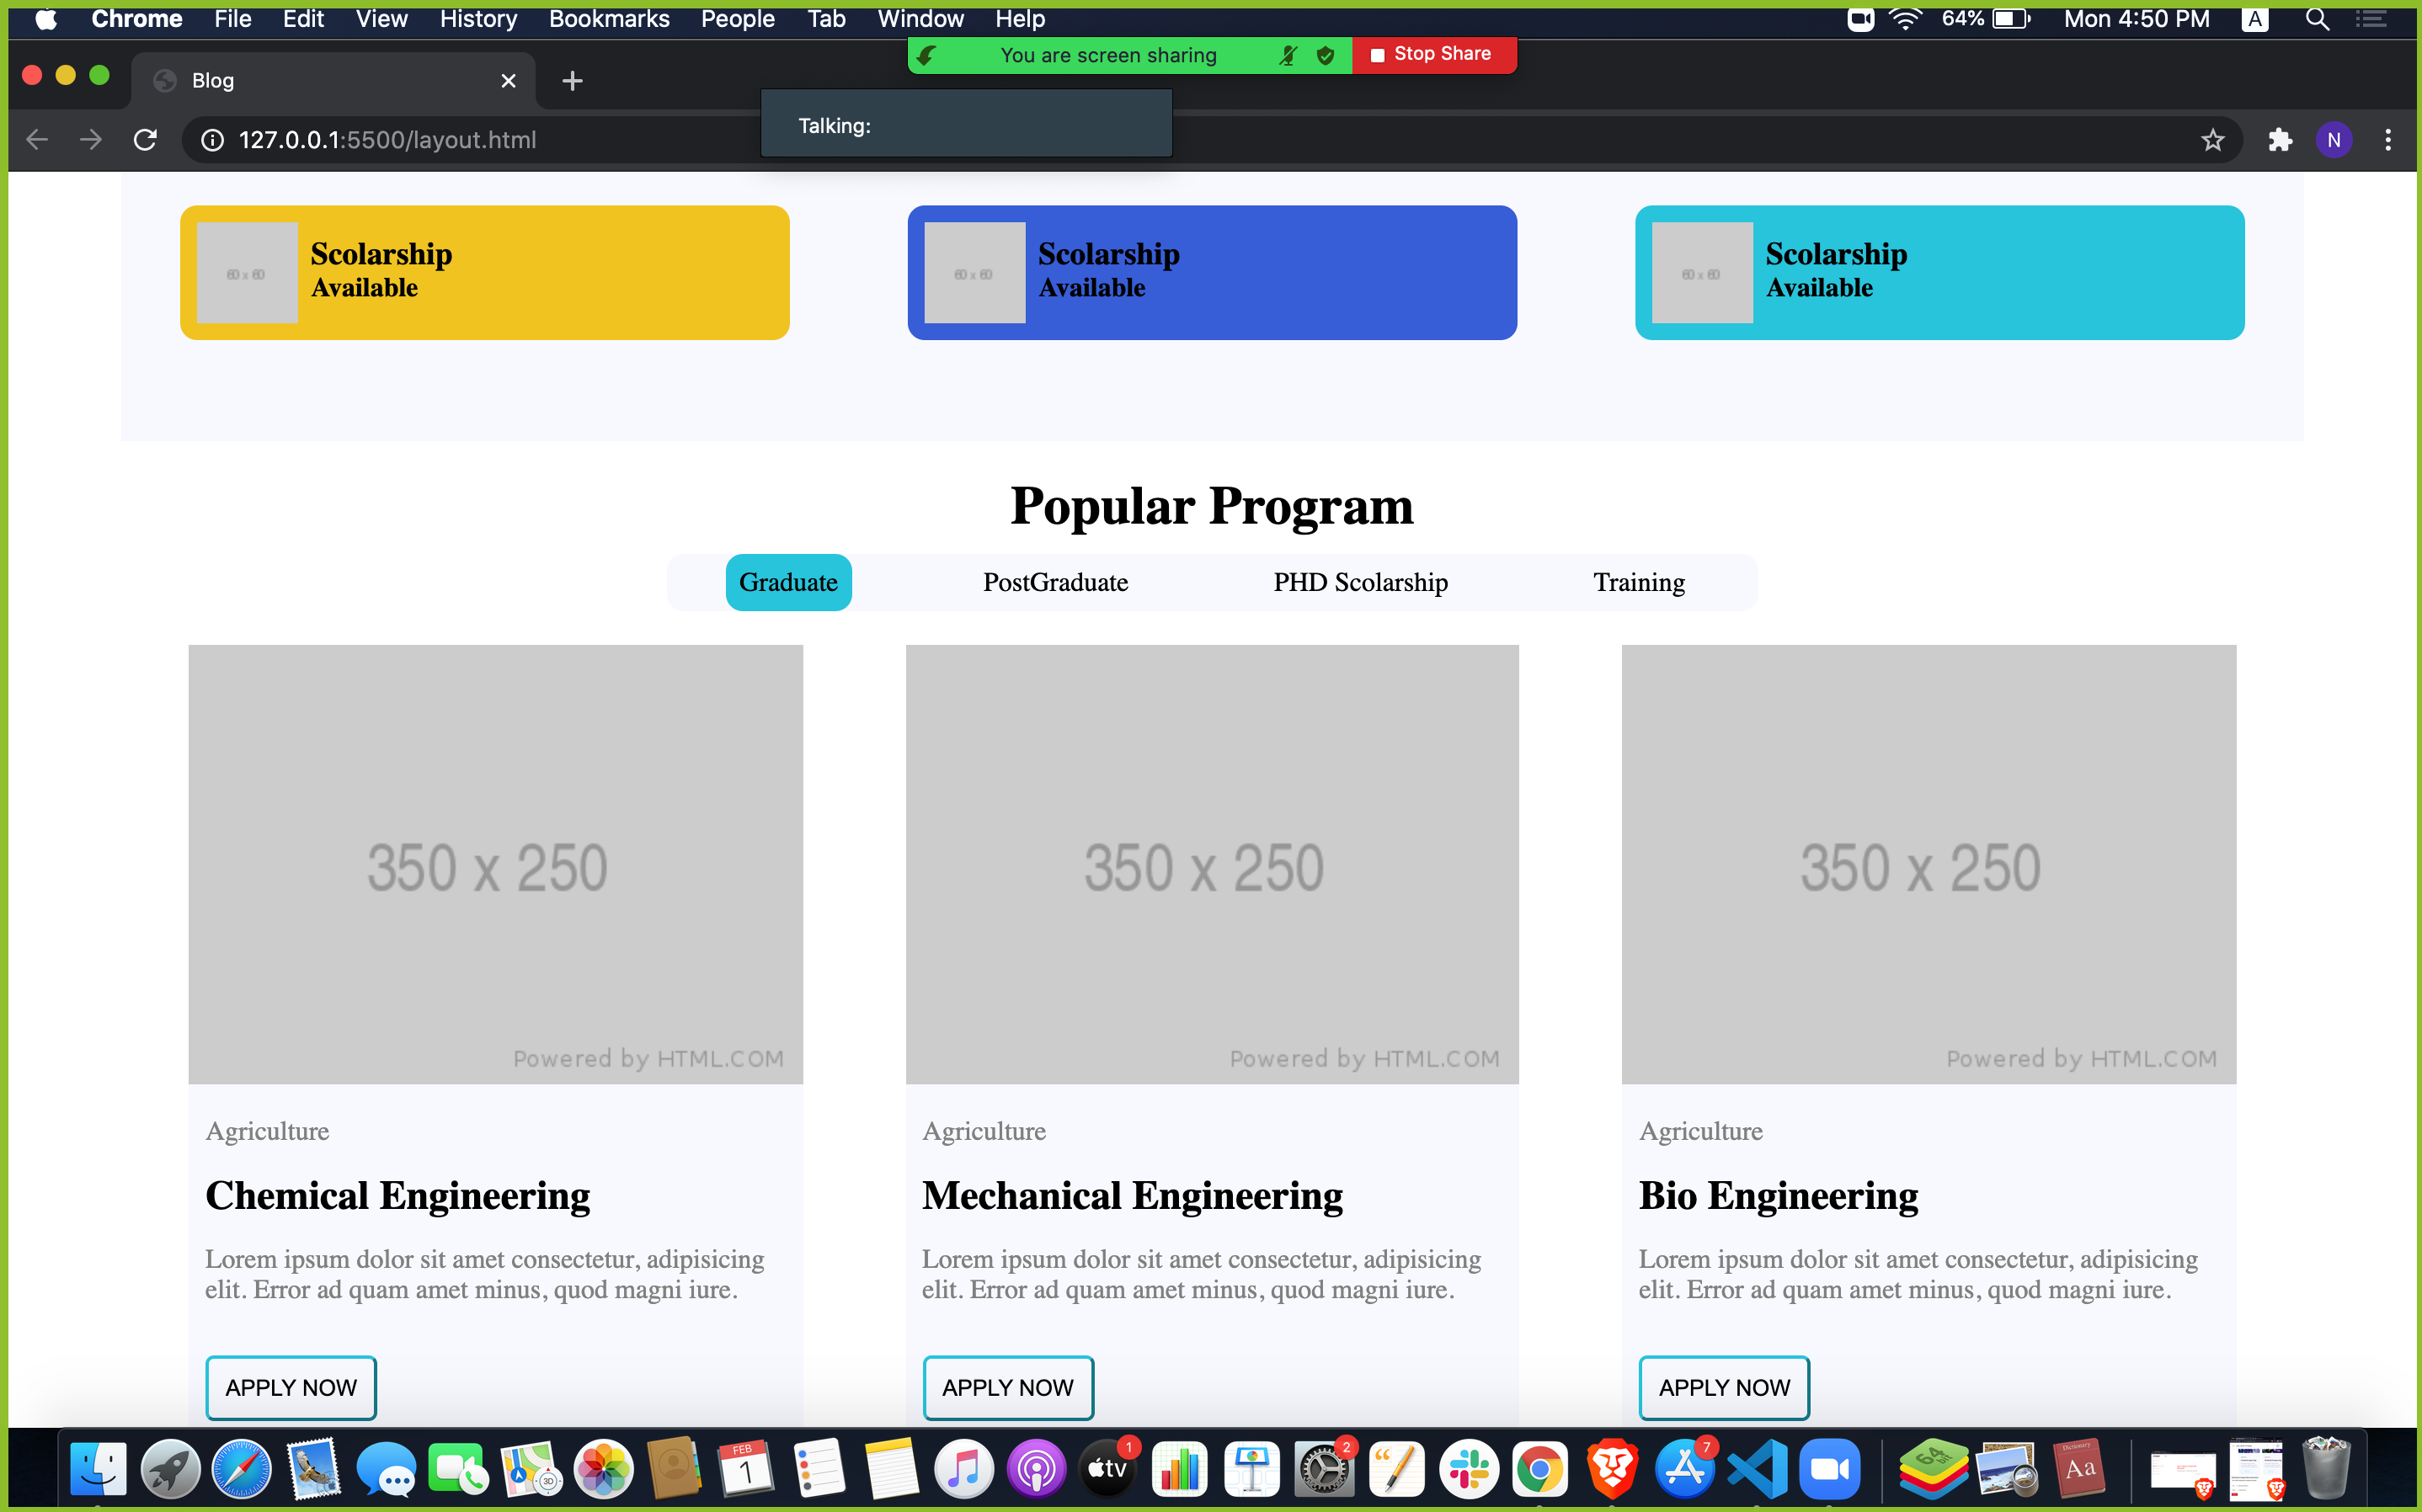 Chrome File Edit View History Bookmarks People Tab Window Help 64% Mon 4:50 PM A
You are screen sharing Stop Share
Blog
Talking:
127.0.0.1:5500/layout.html N
60 x 60 Scolarship Available
60 x 60 Scolarship Available
60 x 60 Scolarship Available
Popular Program
Graduate PostGraduate PHD Scolarship Training
350 x 250 350 x 250 350 x 250
Powered by HTML.COM Powered by HTML.COM Powered by HTML.COM
Agriculture
Chemical Engineering
Lorem ipsum dolor sit amet consectetur, adipisicing
elit. Error ad quam amet minus, quod magni iure.
APPLY NOW
Agriculture
Mechanical Engineering
Lorem ipsum dolor sit amet consectetur, adipisicing
elit. Error ad quam amet minus, quod magni iure.
APPLY NOW
Agriculture
Bio Engineering
Lorem ipsum dolor sit amet consectetur, adipisicing
elit. Error ad quam amet minus, quod magni iure.
APPLY NOW
3D FEB 1 tv 1 2 7 64 bit Dictionary Aa